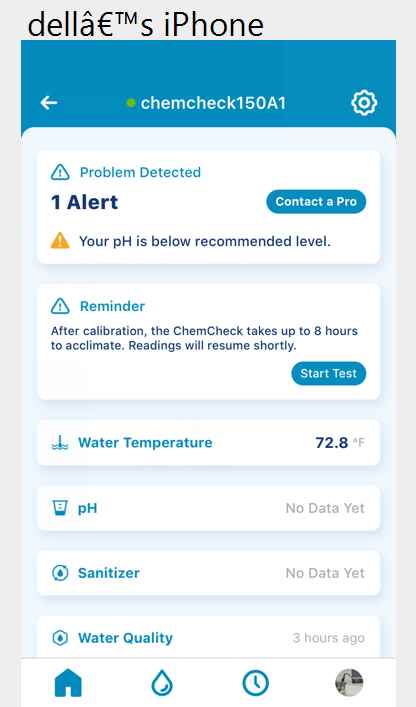 dellâ€™s iPhone
chemcheck150A1
Problem Detected
1 Alert
Contact a Pro
Your pH is below recommended level.
Reminder
After calibration, the ChemCheck takes up to 8 hours
to acclimate. Readings will resume shortly.
Start Test
Water Temperature 72.8 °F
pH No Data Yet
Sanitizer No Data Yet
Water Quality 3 hours ago